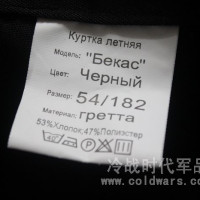 Куртка летняя
Модель: "Бекас"
Цвет: Черный
Размер: 54/182
Материал: гретта
53%Хлопок;47%Полиэстер
冷战时代军品
www.coldwars.com